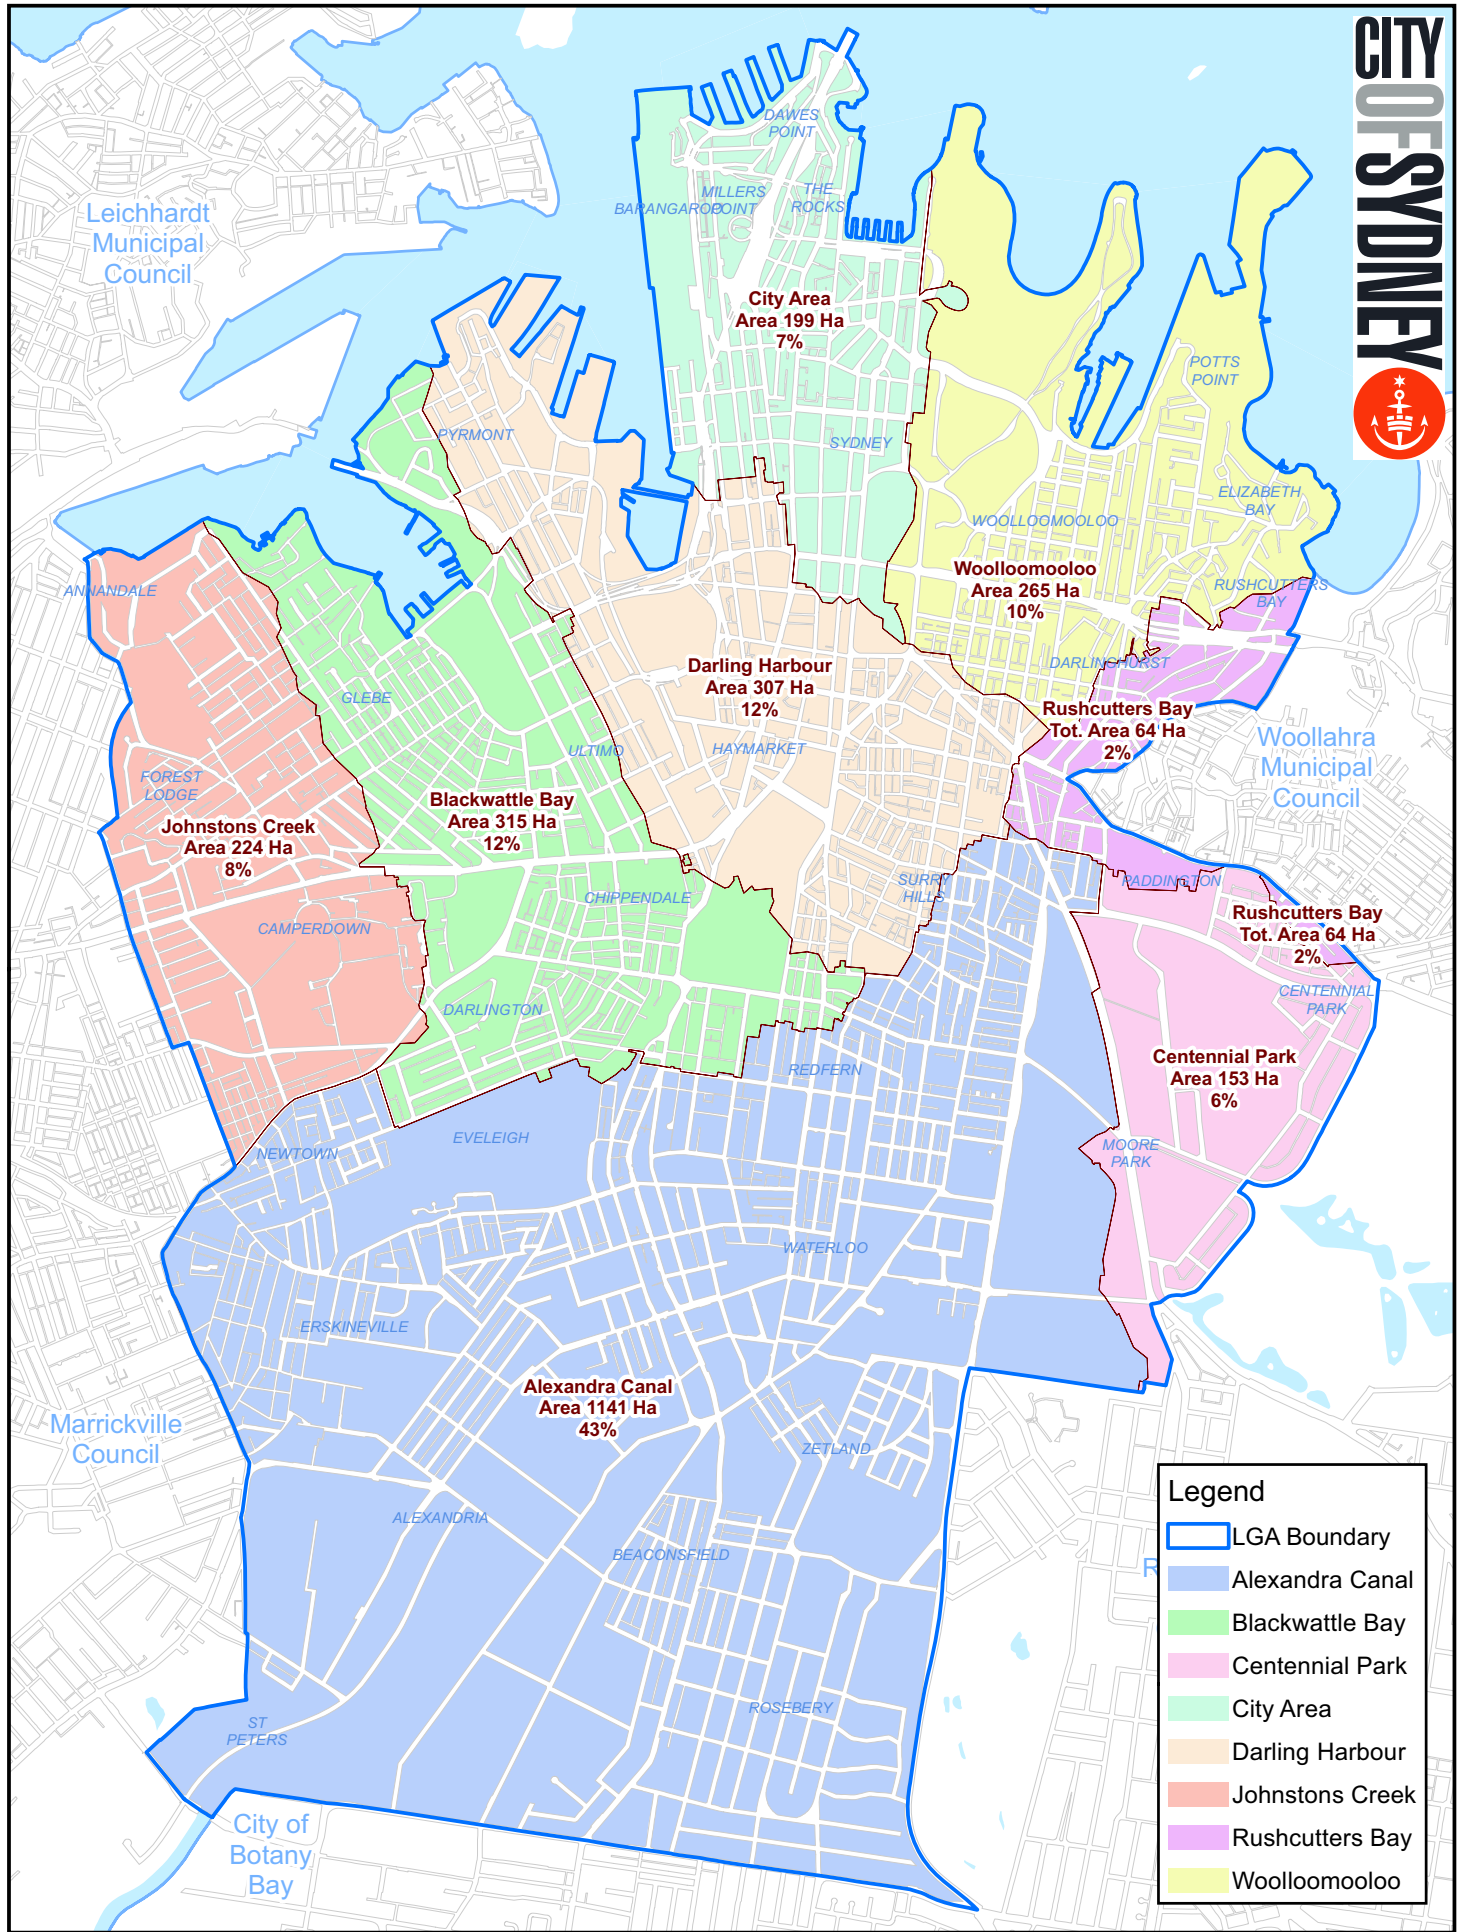 CITYOFSYDNEY
DAWES
POINT
MILLERS
POINT
THE
ROCKS
BARANGAROO
Leichhardt
Municipal
Council
City Area
Area 199 Ha
7%
POTTS
POINT
PYRMONT
SYDNEY
ELIZABETH
BAY
WOOLLOOMOOLOO
Woolloomooloo
Area 265 Ha
10%
ANNANDALE
RUSHCUTTERS
BAY
DARLINGHURST
Darling Harbour
Area 307 Ha
12%
GLEBE
Rushcutters Bay
Tot. Area 64 Ha
2%
ULTIMO
HAYMARKET
Woollahra
Municipal
Council
FOREST
LODGE
Blackwattle Bay
Area 315 Ha
12%
Johnstons Creek
Area 224 Ha
8%
SURRY
HILLS
PADDINGTON
CHIPPENDALE
CAMPERDOWN
Rushcutters Bay
Tot. Area 64 Ha
2%
CENTENNIAL
PARK
DARLINGTON
Centennial Park
Area 153 Ha
6%
REDFERN
EVELEIGH
NEWTOWN
MOORE
PARK
WATERLOO
ERSKINEVILLE
Alexandra Canal
Area 1141 Ha
43%
Marrickville
Council
ZETLAND
ALEXANDRIA
BEACONSFIELD
R
ST
PETERS
ROSEBERY
City of
Botany
Bay
Legend
LGA Boundary
Alexandra Canal
Blackwattle Bay
Centennial Park
City Area
Darling Harbour
Johnstons Creek
Rushcutters Bay
Woolloomooloo